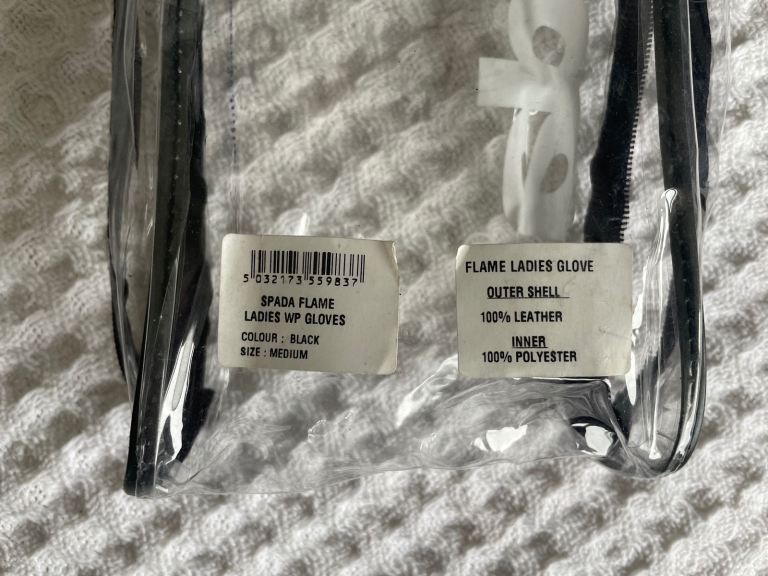 5 032173 559837
SPADA FLAME
LADIES WP GLOVES
COLOUR : BLACK
SIZE : MEDIUM
FLAME LADIES GLOVE
OUTER SHELL
100% LEATHER
INNER
100% POLYESTER